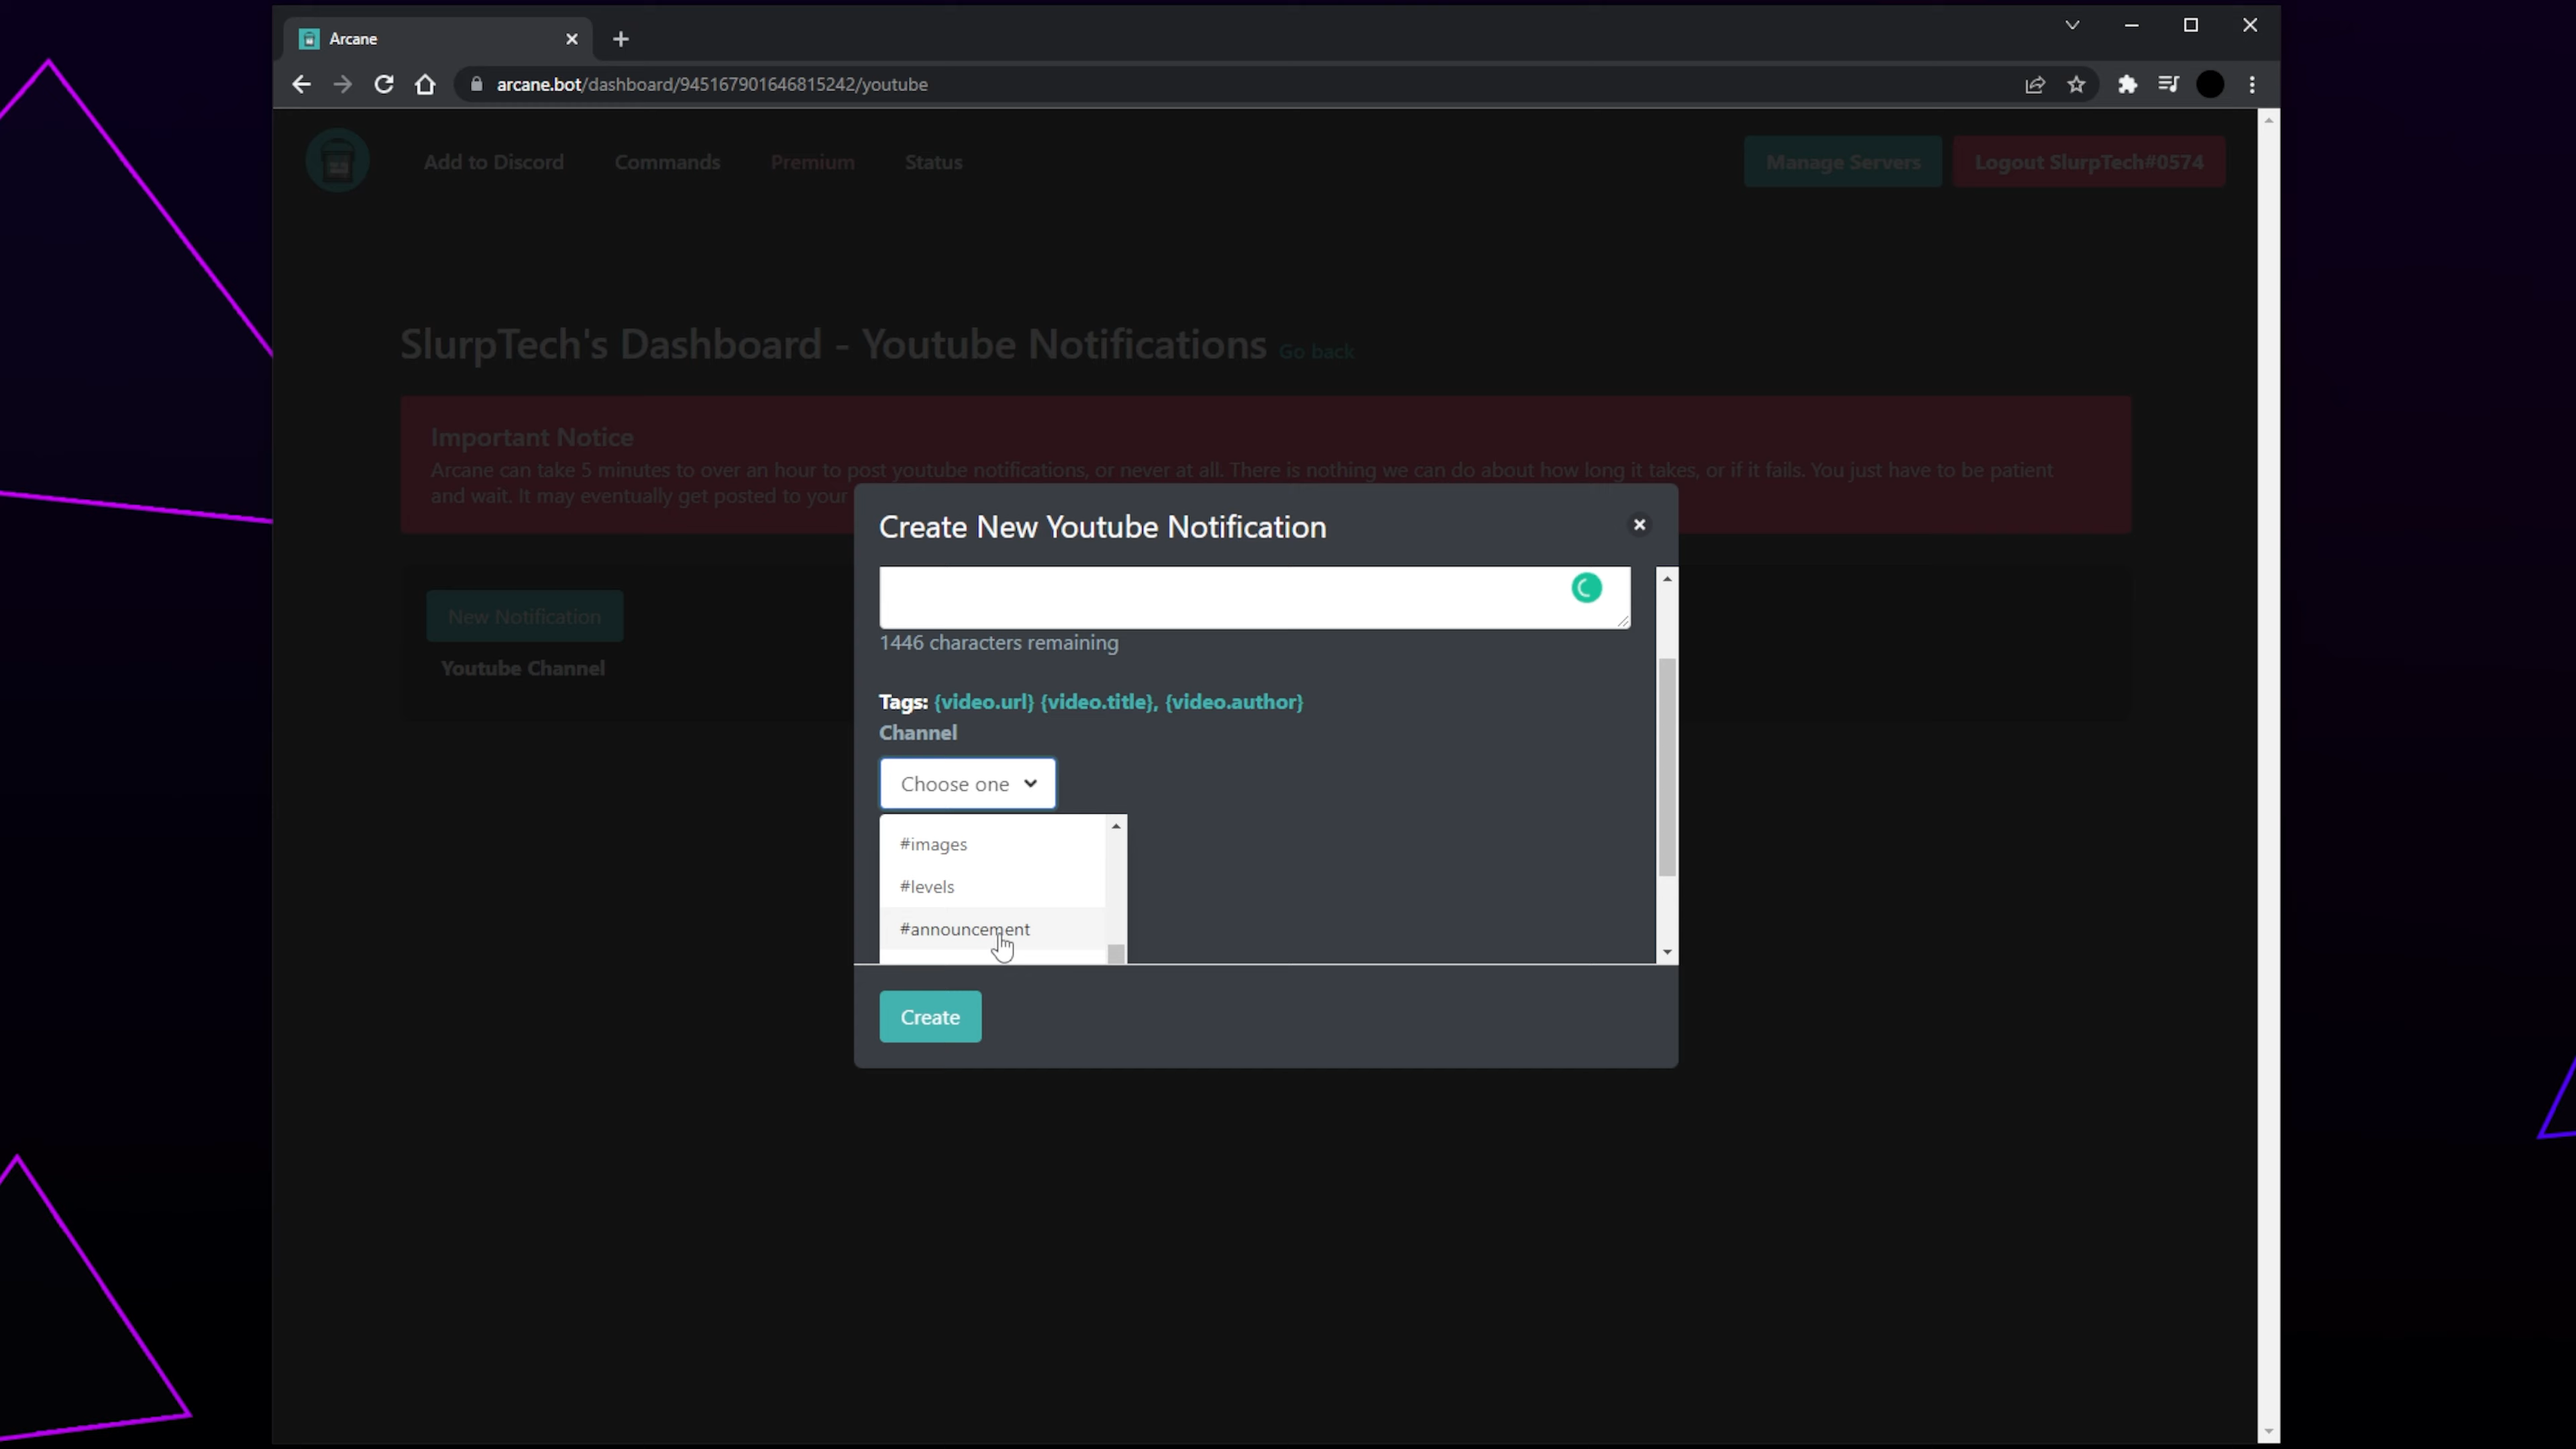 Arcane
arcane.bot/dashboard/945167901646815242/youtube
Add to Discord
Commands
Premium
Status
Manage Servers
Logout SlurpTech#0574
SlurpTech's Dashboard - Youtube Notifications Go back
Important Notice
Arcane can take 5 minutes to over an hour to post youtube notifications, or never at all. There is nothing we can do about how long it takes, or if it fails. You just have to be patient
and wait. It may eventually get posted to your
Create New Youtube Notification
New Notification
Youtube Channel
1446 characters remaining
Tags: {video.url} {video.title}, {video.author}
Channel
Choose one
#images
#levels
#announcement
Create